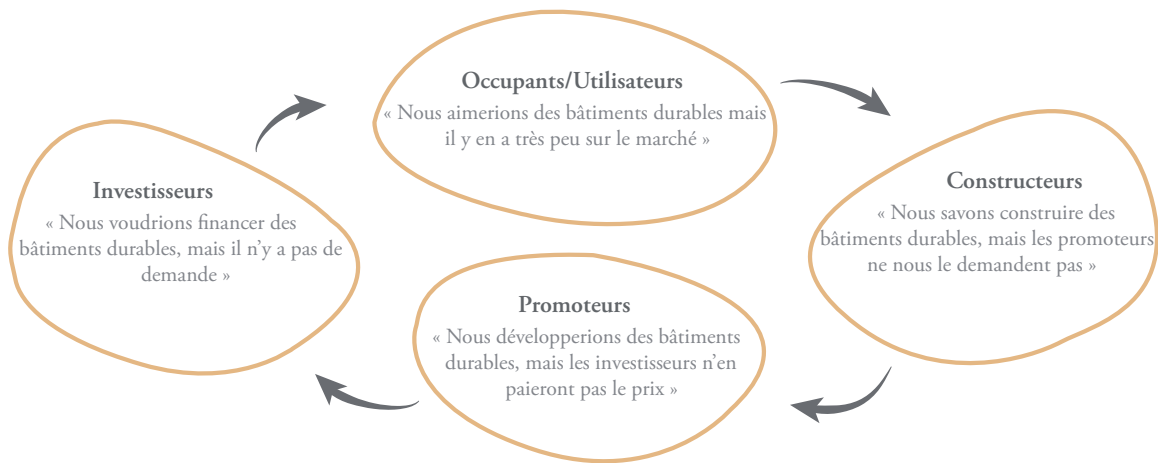 Occupants/Utilisateurs
« Nous aimerions des bâtiments durables mais
il y en a très peu sur le marché »
Investisseurs
« Nous voudrions financer des
bâtiments durables, mais il n’y a pas de
demande »
Constructeurs
« Nous savons construire des
bâtiments durables, mais les promoteurs
ne nous le demandent pas »
Promoteurs
« Nous développerions des bâtiments
durables, mais les investisseurs n’en
paieront pas le prix »